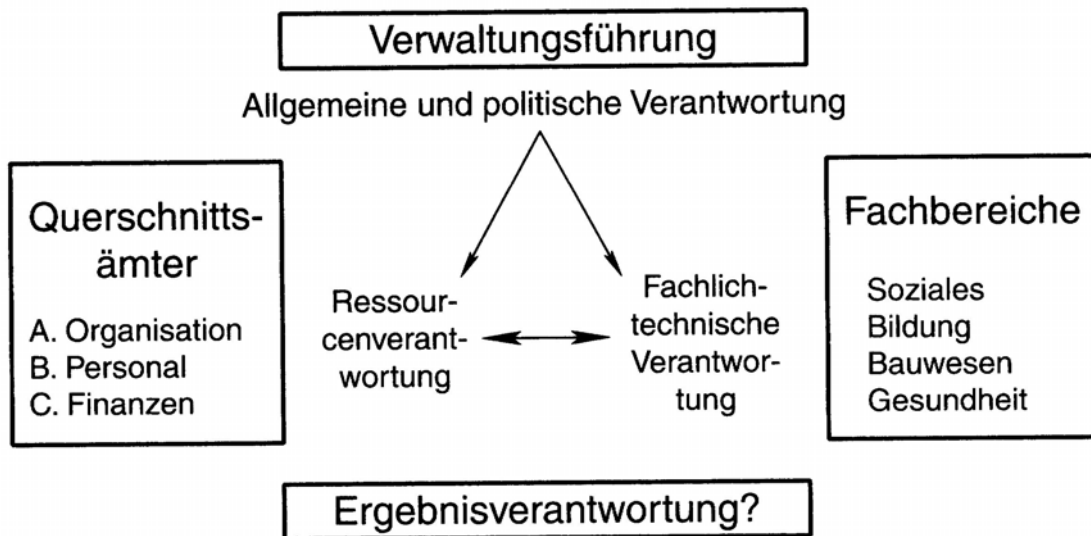 Verwaltungsführung
Allgemeine und politische Verantwortung
Querschnitts-
ämter
A. Organisation
B. Personal
C. Finanzen
Ressour-
cenverant-
wortung
Fachlich-
technische
Verantwor-
tung
Fachbereiche
Soziales
Bildung
Bauwesen
Gesundheit
Ergebnisverantwortung?